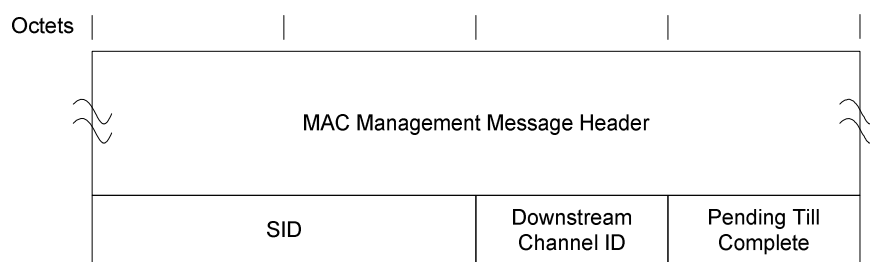 Octets
MAC Management Message Header
SID
Downstream
Channel ID
Pending Till
Complete